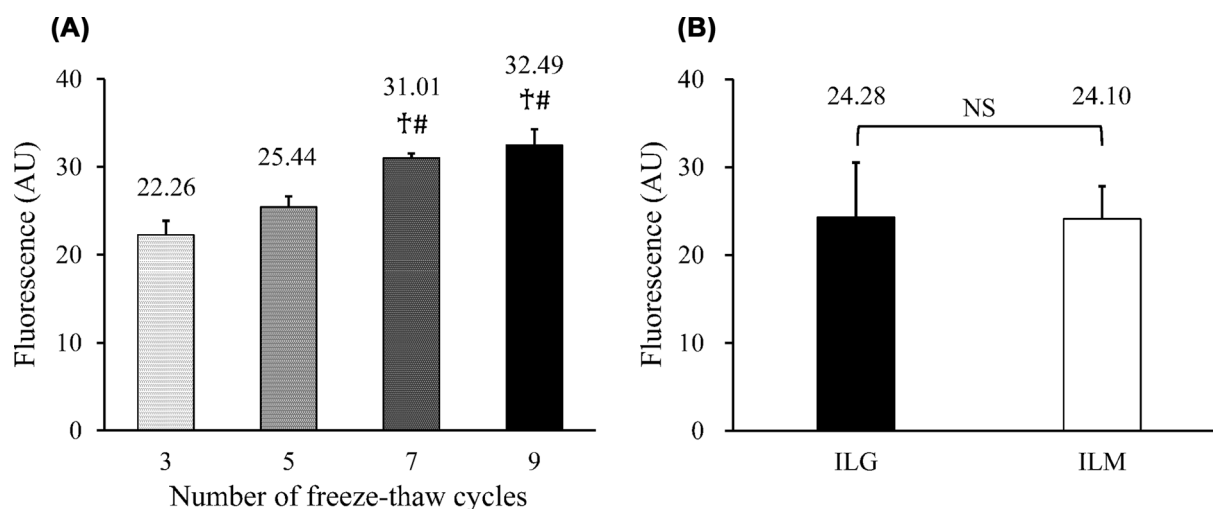 (A)
Fluorescence (AU)
40
30
20
10
0
22.26
25.44
31.01
†#
32.49
†#
3 5 7 9
Number of freeze-thaw cycles
(B)
Fluorescence (AU)
40
30
20
10
0
24.28
NS
24.10
ILG ILM